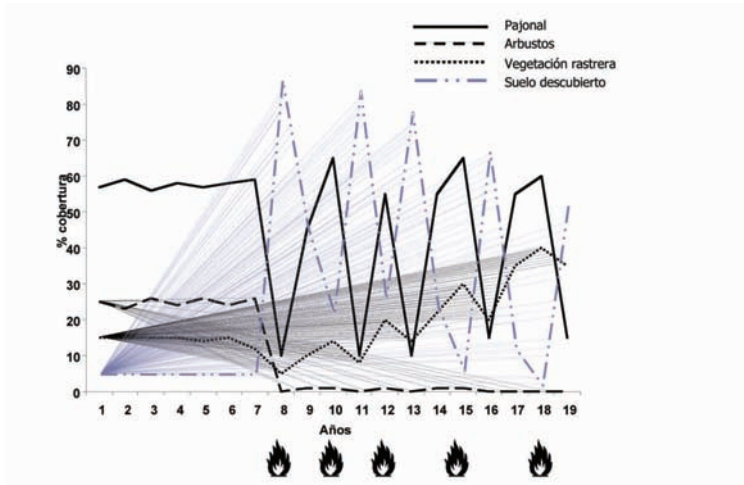 Pajonal
Arbustos
Vegetación rastrera
Suelo descubierto
90
80
70
60
50
40
30
20
10
0
% cobertura
1 2 3 4 5 6 7 8 9 10 11 12 13 14 15 16 17 18 19
Años